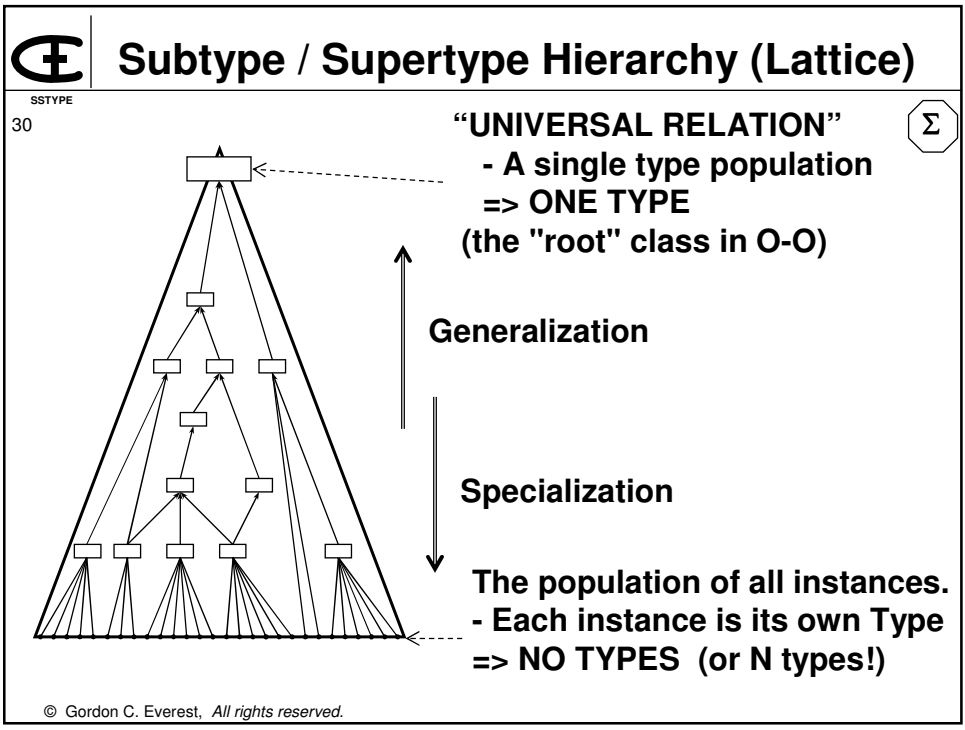 Subtype / Supertype Hierarchy (Lattice)
SSTYPE
30
“UNIVERSAL RELATION”
Σ
- A single type population
=> ONE TYPE
(the "root" class in O-O)
Generalization
Specialization
The population of all instances.
- Each instance is its own Type
=> NO TYPES (or N types!)
© Gordon C. Everest, All rights reserved.